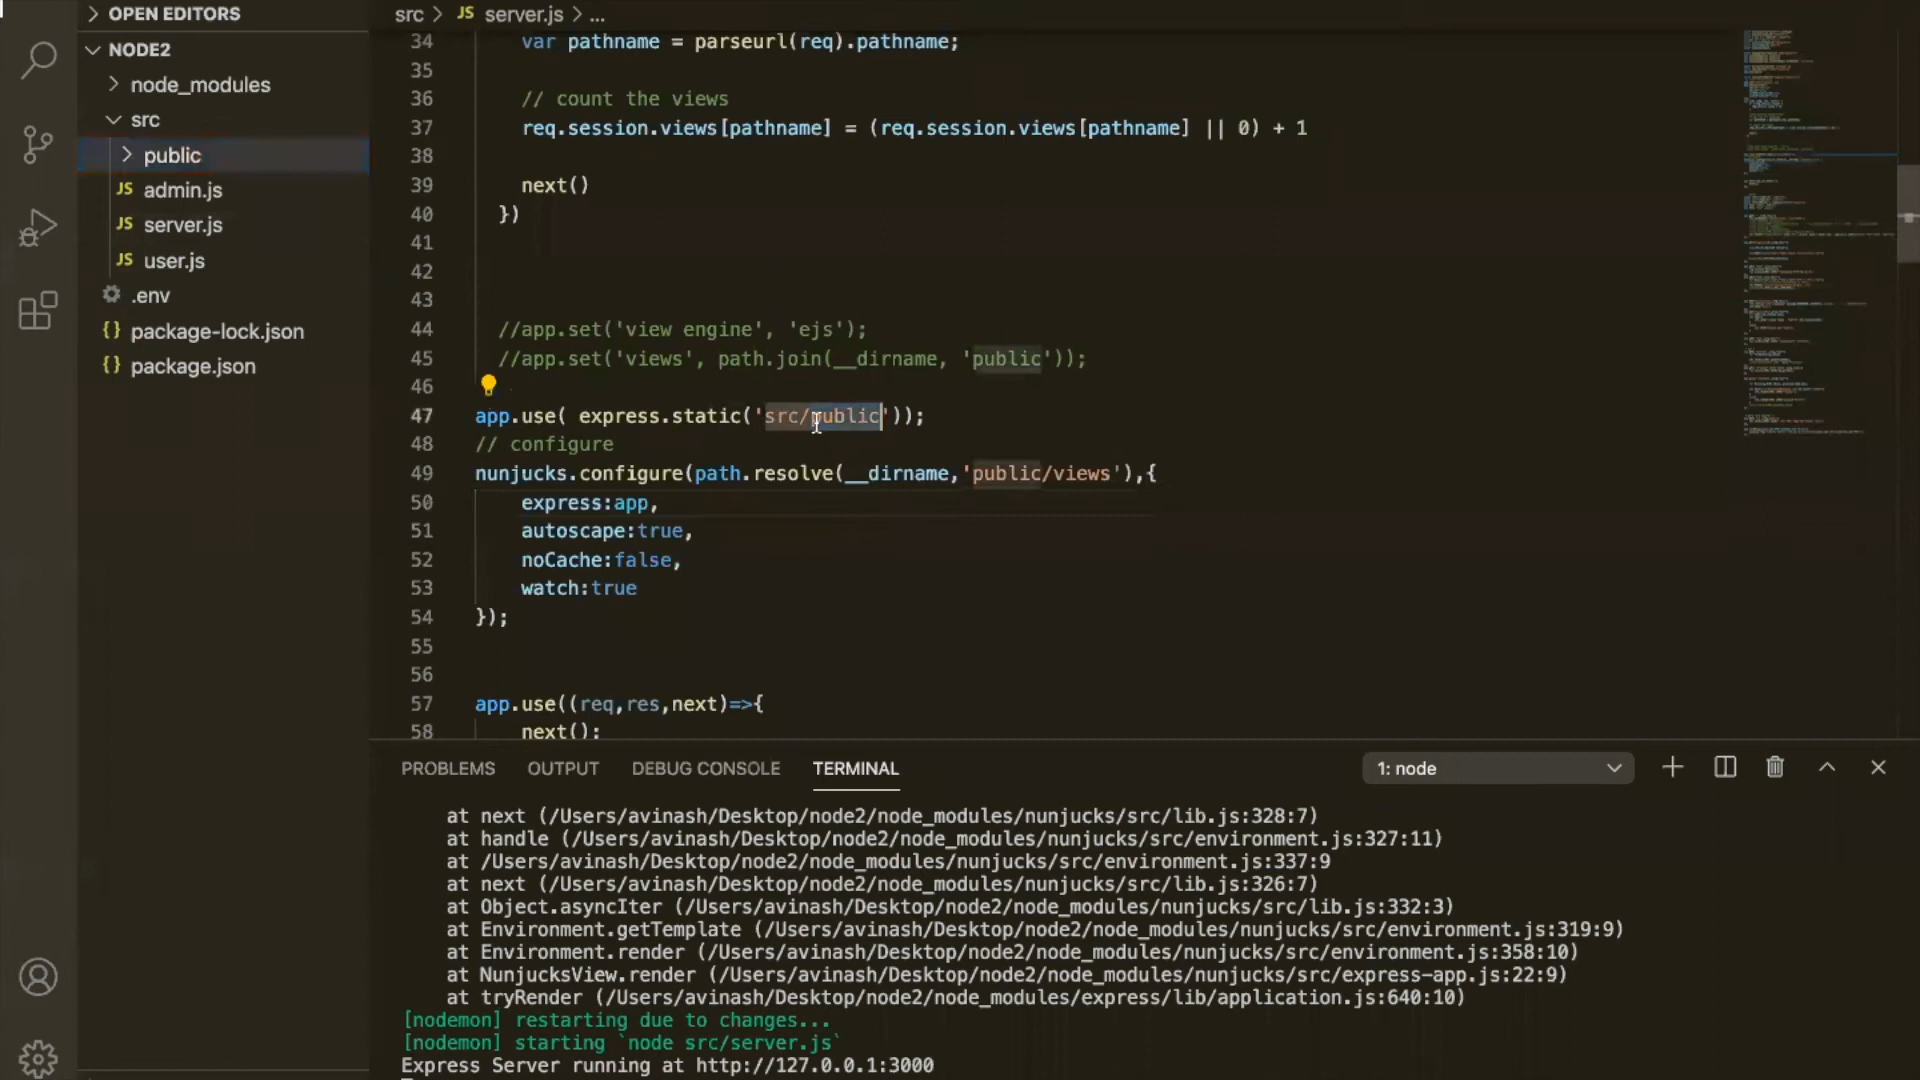 OPEN EDITORS
NODE2
node_modules
src
public
JS admin.js
JS server.js
JS user.js
.env
{} package-lock.json
{} package.json
src > JS server.js > ...
34 var pathname = parseurl(req).pathname;
35
36 // count the views
37 req.session.views[pathname] = (req.session.views[pathname] || 0) + 1
38
39 next()
40 })
41
42
43
44 //app.set('view engine', 'ejs');
45 //app.set('views', path.join(__dirname, 'public'));
46
47 app.use( express.static('src/public'));
48 // configure
49 nunjucks.configure(path.resolve(__dirname,'public/views'),{
50 express:app,
51 autoscape:true,
52 noCache:false,
53 watch:true
54 });
55
56
57 app.use((req,res,next)=>{
58 next();
PROBLEMS OUTPUT DEBUG CONSOLE TERMINAL 1: node
at next (/Users/avinash/Desktop/node2/node_modules/nunjucks/src/lib.js:328:7)
at handle (/Users/avinash/Desktop/node2/node_modules/nunjucks/src/environment.js:327:11)
at /Users/avinash/Desktop/node2/node_modules/nunjucks/src/environment.js:337:9
at next (/Users/avinash/Desktop/node2/node_modules/nunjucks/src/lib.js:326:7)
at Object.asyncIter (/Users/avinash/Desktop/node2/node_modules/nunjucks/src/lib.js:332:3)
at Environment.getTemplate (/Users/avinash/Desktop/node2/node_modules/nunjucks/src/environment.js:319:9)
at Environment.render (/Users/avinash/Desktop/node2/node_modules/nunjucks/src/environment.js:358:10)
at NunjucksView.render (/Users/avinash/Desktop/node2/node_modules/nunjucks/src/express-app.js:22:9)
at tryRender (/Users/avinash/Desktop/node2/node_modules/express/lib/application.js:640:10)
[nodemon] restarting due to changes...
[nodemon] starting `node src/server.js`
Express Server running at http://127.0.0.1:3000